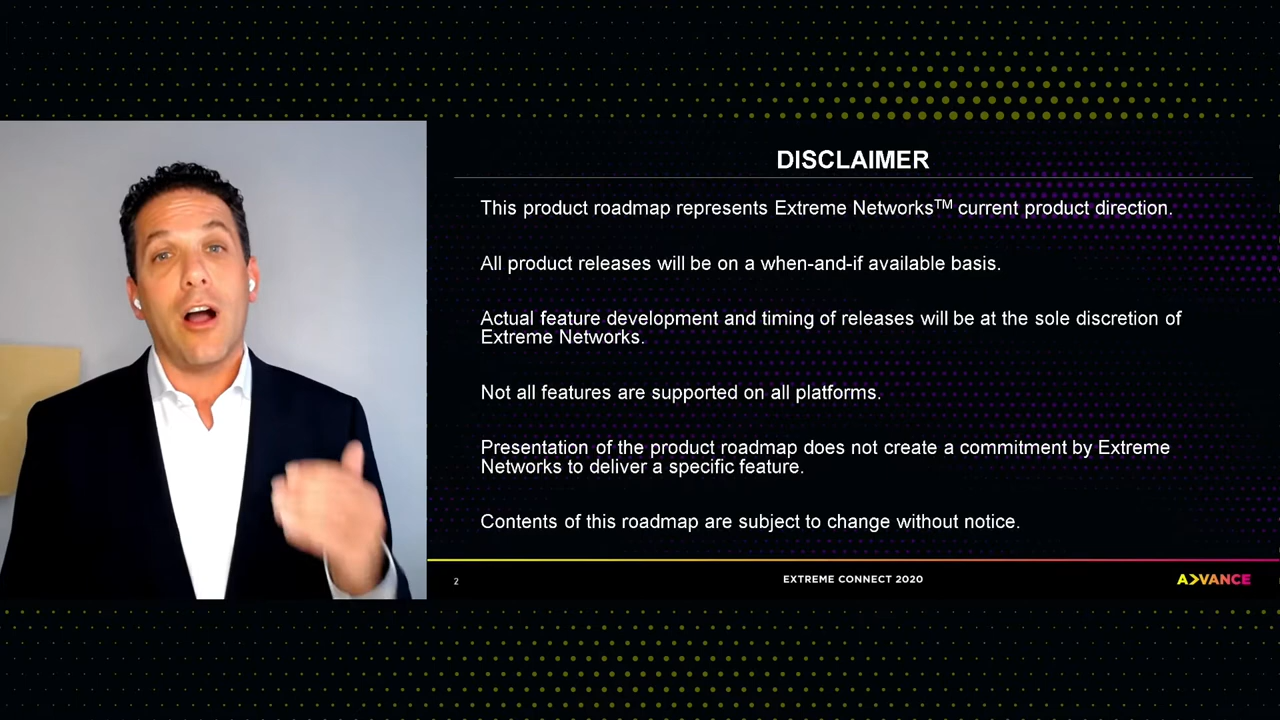 DISCLAIMER
This product roadmap represents Extreme Networks™ current product direction.
All product releases will be on a when-and-if available basis.
Actual feature development and timing of releases will be at the sole discretion of
Extreme Networks.
Not all features are supported on all platforms.
Presentation of the product roadmap does not create a commitment by Extreme
Networks to deliver a specific feature.
Contents of this roadmap are subject to change without notice.
2
EXTREME CONNECT 2020
ADVANCE